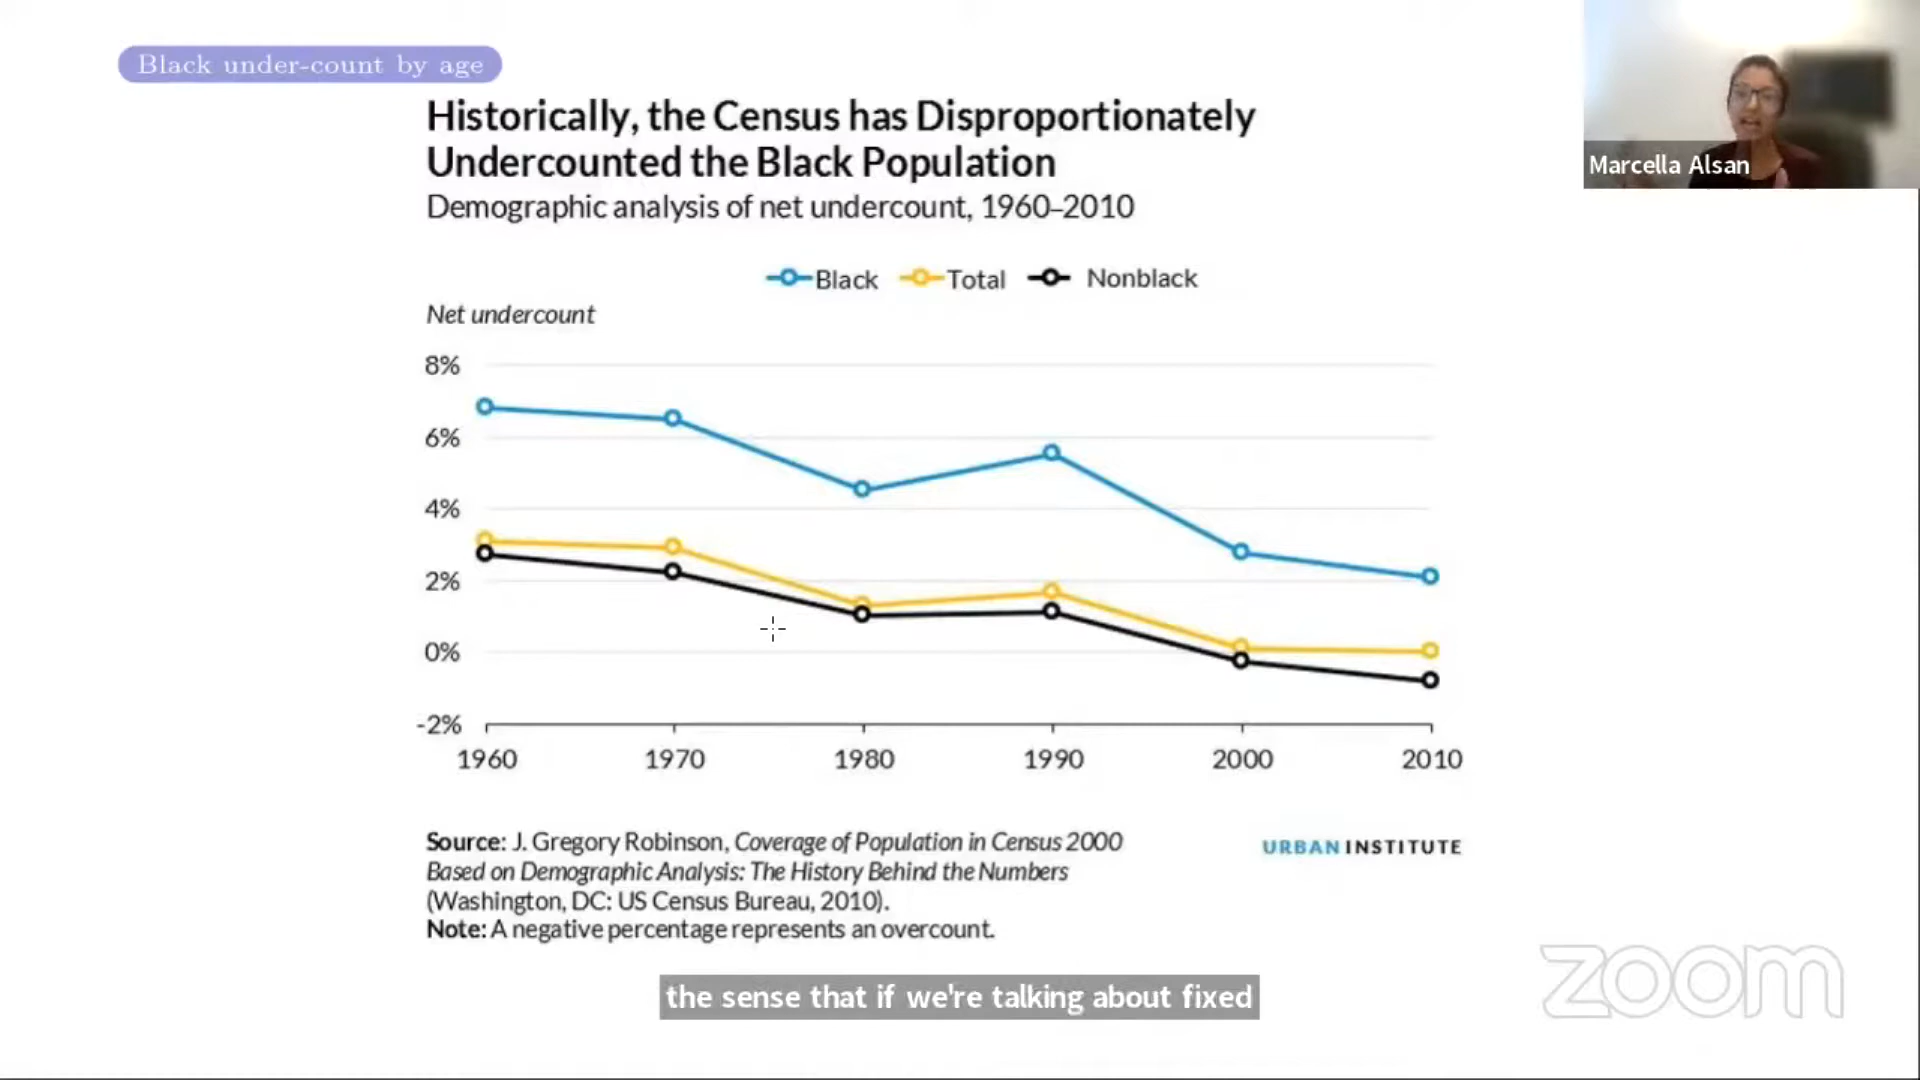 Black under-count by age
Historically, the Census has Disproportionately
Undercounted the Black Population
Demographic analysis of net undercount, 1960–2010
Black Total Nonblack
Net undercount
8%
6%
4%
2%
0%
-2%
1960 1970 1980 1990 2000 2010
Source: J. Gregory Robinson, Coverage of Population in Census 2000
Based on Demographic Analysis: The History Behind the Numbers
(Washington, DC: US Census Bureau, 2010).
Note: A negative percentage represents an overcount.
URBAN INSTITUTE
Marcella Alsan
the sense that if we're talking about fixed
zoom